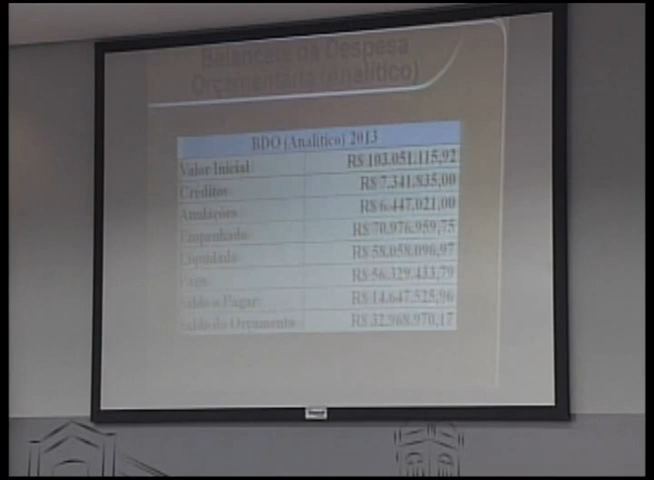 Balancete da Despesa
Orçamentária (Analítico)
BDO (Analítico) 2013
Valor Inicial: R$ 103.051.115,92
Créditos: R$ 7.341.835,00
Anulações: R$ 6.447.021,00
Empenhado: R$ 70.976.959,75
Liquidado: R$ 58.058.096,97
Pago: R$ 56.329.433,79
Saldo a Pagar: R$ 14.647.525,96
Saldo do Orçamento: R$ 32.968.970,17